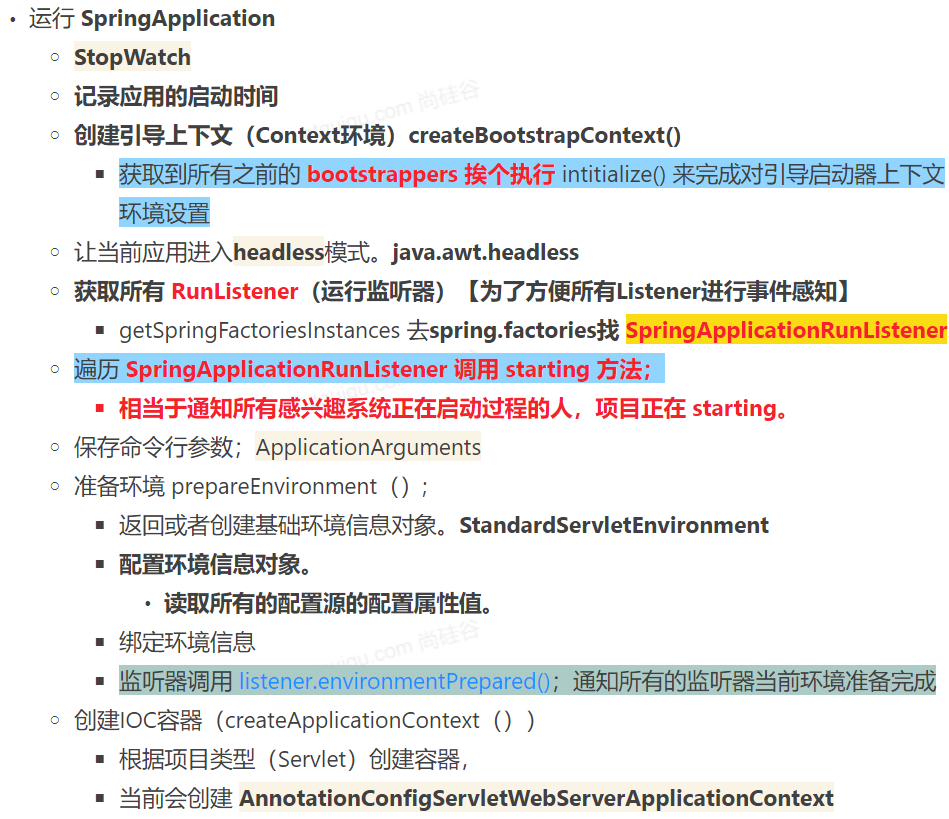 • 运行 SpringApplication
○ StopWatch
○ 记录应用的启动时间
○ 创建引导上下文（Context环境）createBootstrapContext()
■ 获取到所有之前的 bootstrappers 挨个执行 intitialize() 来完成对引导启动器上下文
环境设置
○ 让当前应用进入headless模式。java.awt.headless
○ 获取所有 RunListener（运行监听器）【为了方便所有Listener进行事件感知】
■ getSpringFactoriesInstances 去spring.factories找 SpringApplicationRunListener
○ 遍历 SpringApplicationRunListener 调用 starting 方法；
■ 相当于通知所有感兴趣系统正在启动过程的人，项目正在 starting。
○ 保存命令行参数；ApplicationArguments
○ 准备环境 prepareEnvironment（）;
■ 返回或者创建基础环境信息对象。StandardServletEnvironment
■ 配置环境信息对象。
• 读取所有的配置源的配置属性值。
■ 绑定环境信息
■ 监听器调用 listener.environmentPrepared()；通知所有的监听器当前环境准备完成
○ 创建IOC容器（createApplicationContext（））
■ 根据项目类型（Servlet）创建容器，
■ 当前会创建 AnnotationConfigServletWebServerApplicationContext